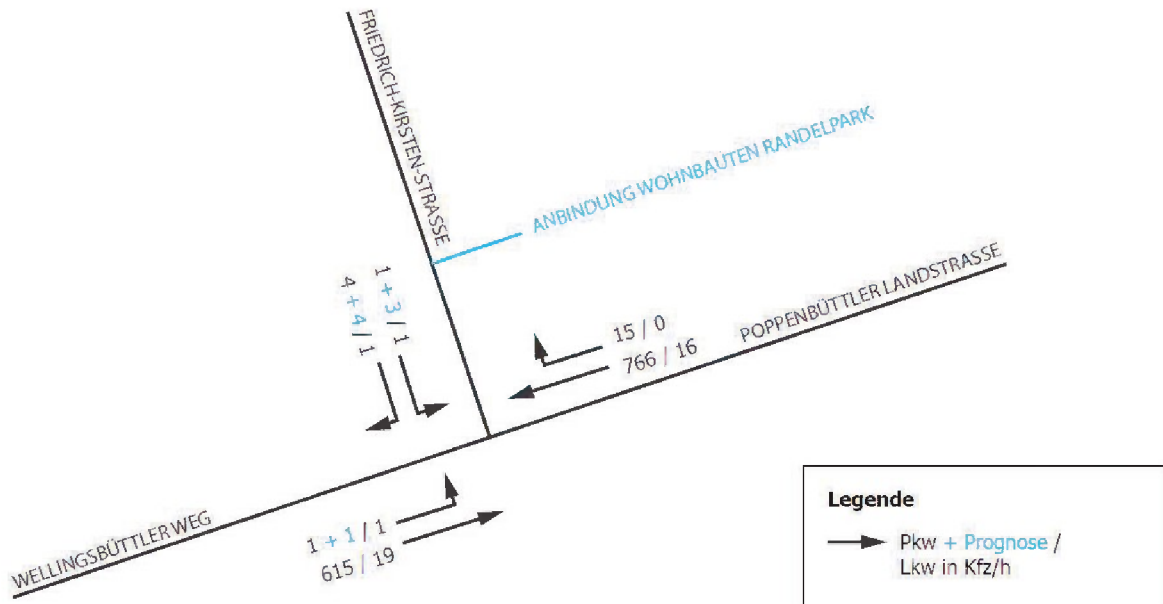 FRIEDRICH-KIRSTEN-STRASSE
ANBINDUNG WOHNBAUTEN RANDELPARK
POPPENBÜTTLER LANDSTRASSE
1 + 3 / 1
4 + 4 / 1
15 / 0
766 / 16
WELLINGSBÜTTLER WEG
1 + 1 / 1
615 / 19
Legende
Pkw + Prognose /
Lkw in Kfz/h